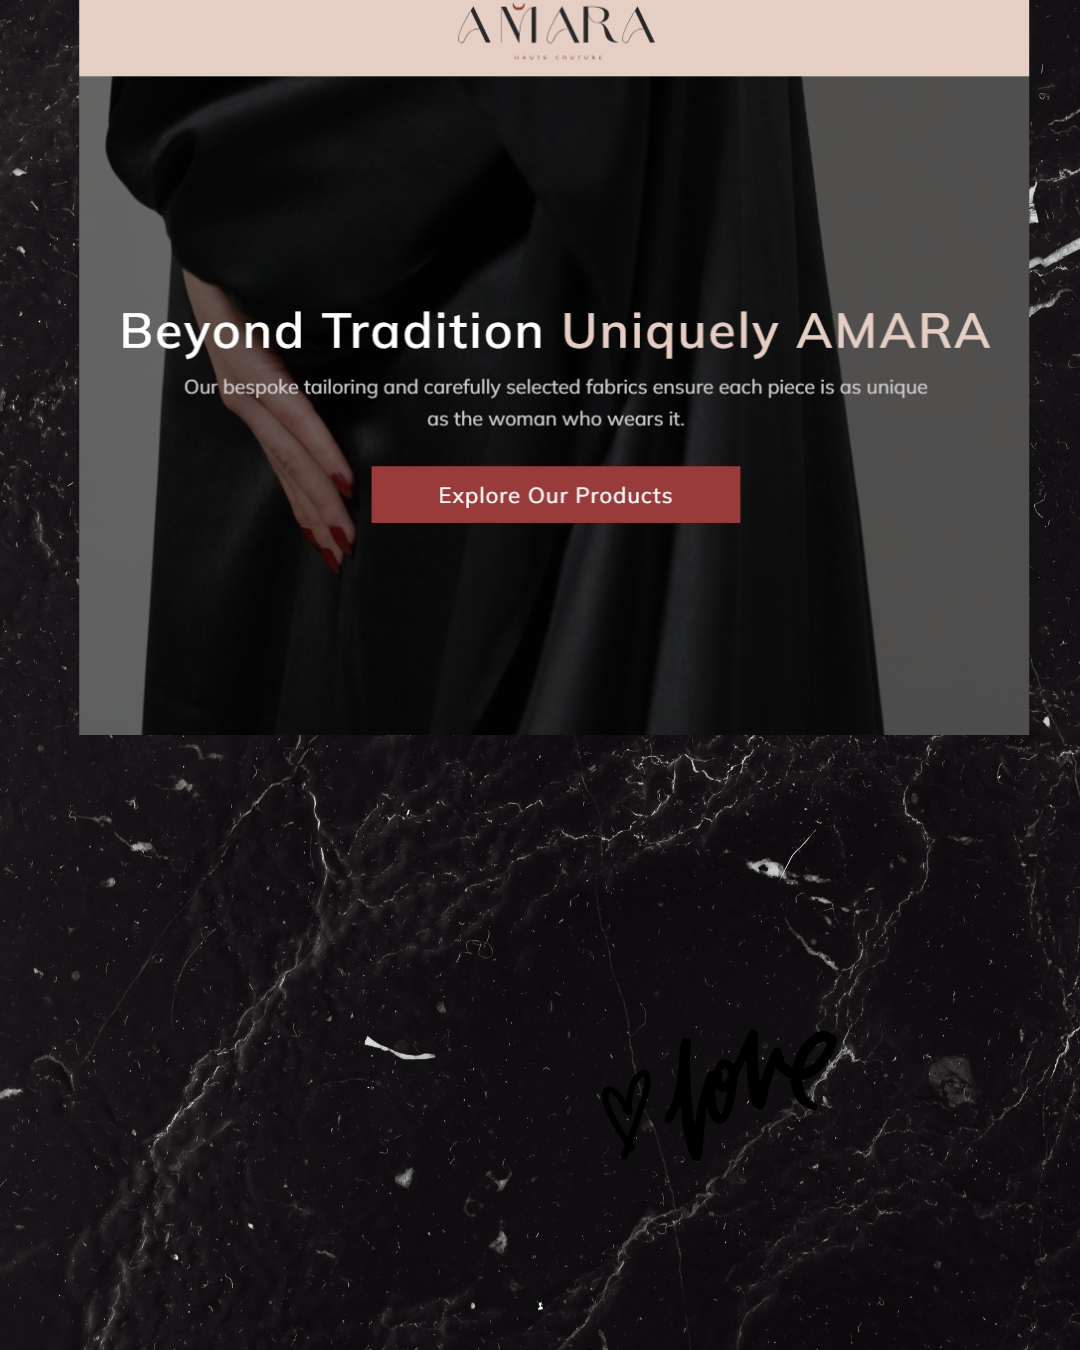 AMARA
HAUTE COUTURE
Beyond Tradition Uniquely AMARA
Our bespoke tailoring and carefully selected fabrics ensure each piece is as unique
as the woman who wears it.
Explore Our Products
love